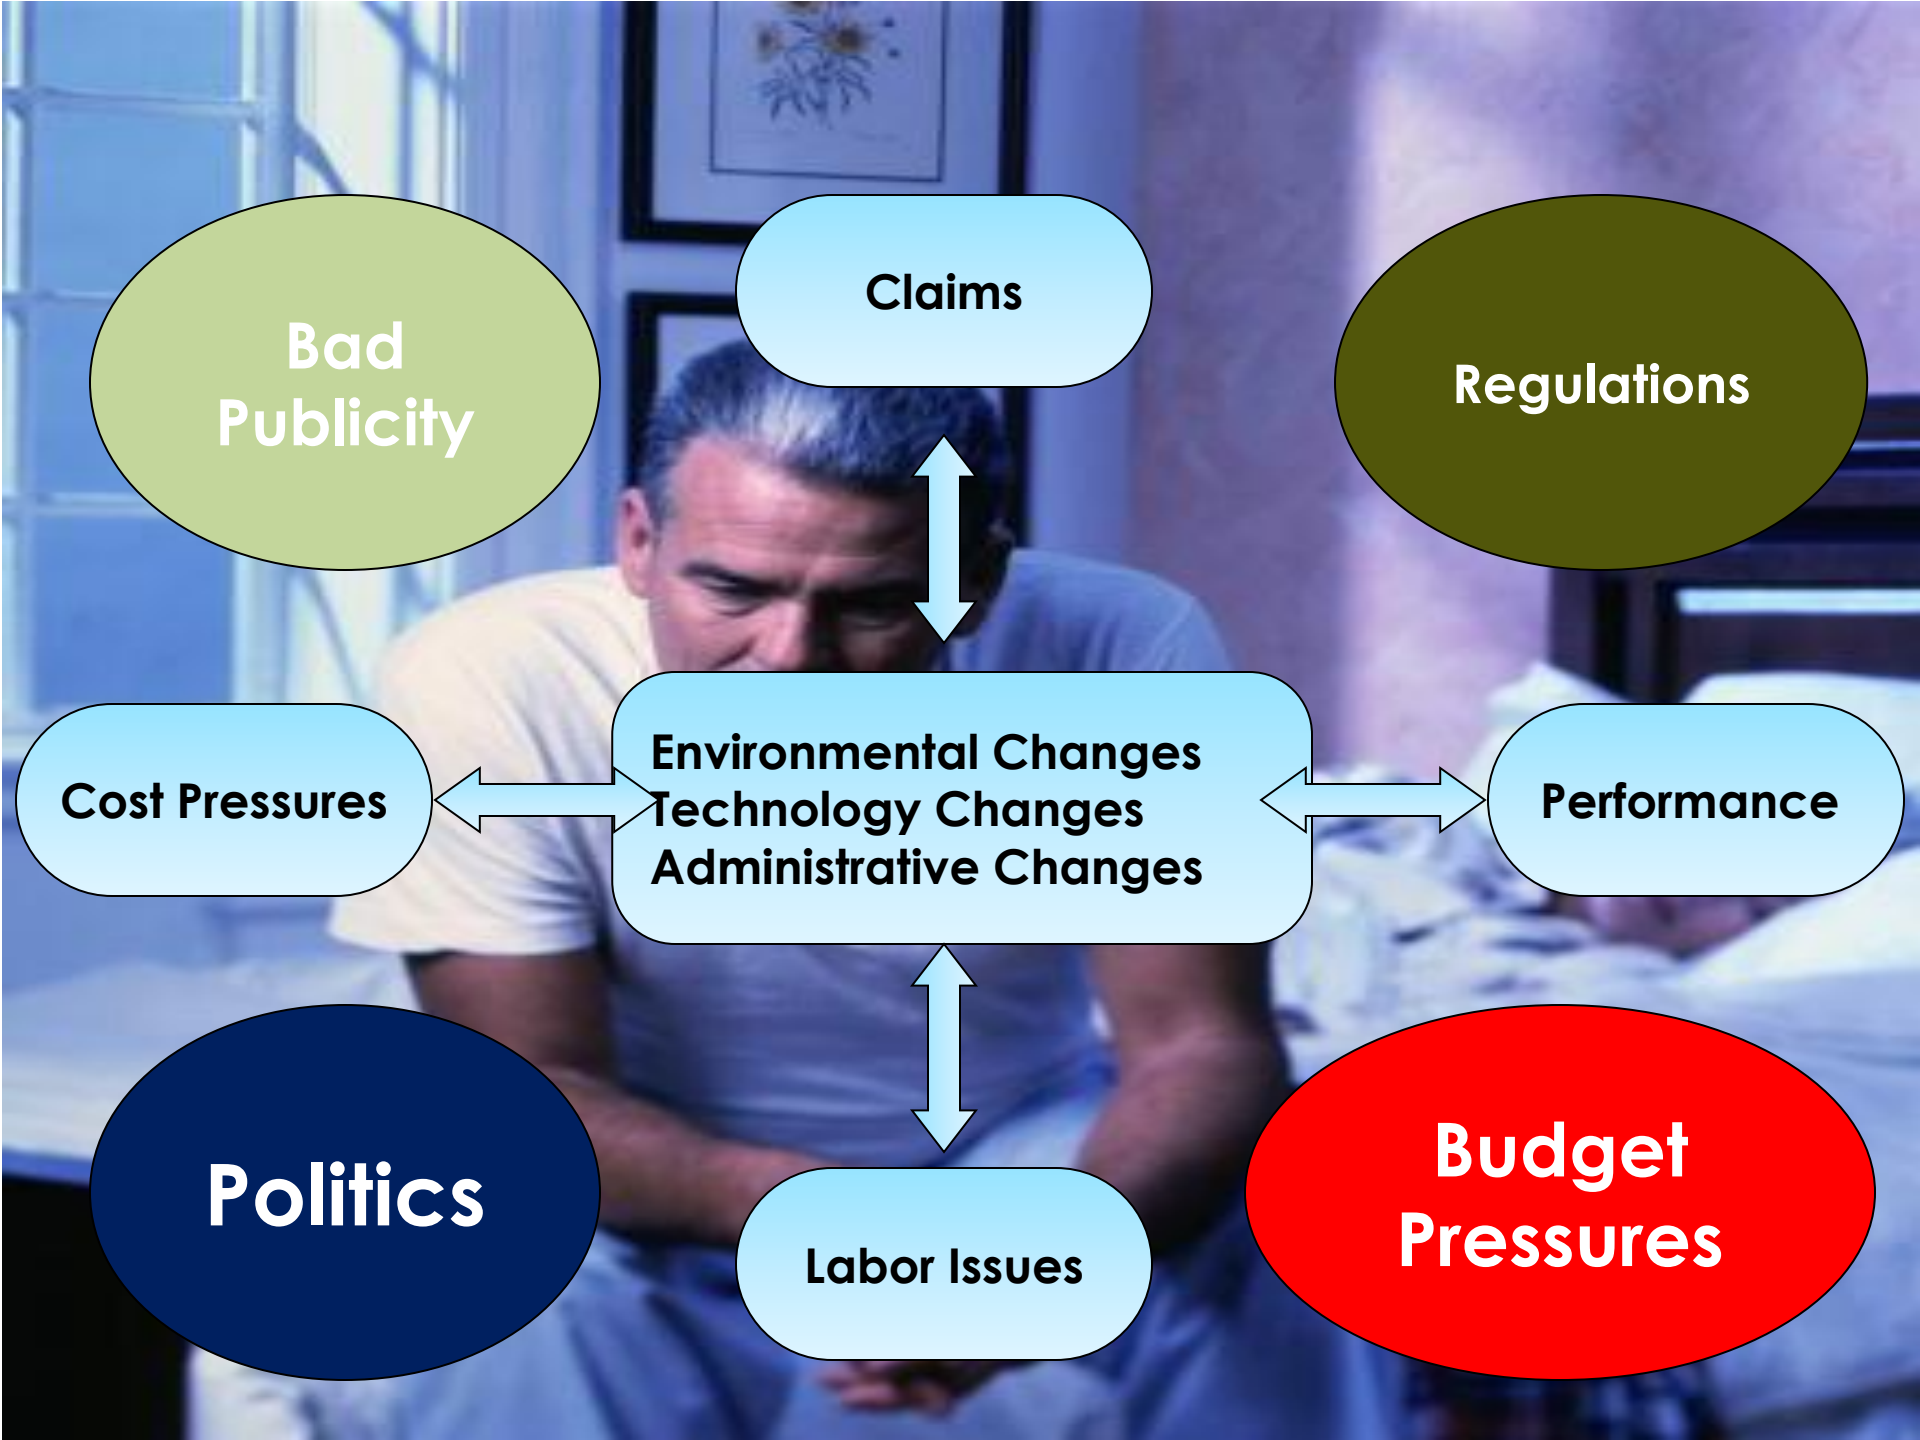 Claims
Bad
Publicity
Regulations
Environmental Changes
Technology Changes
Administrative Changes
Cost Pressures
Performance
Politics
Budget
Pressures
Labor Issues